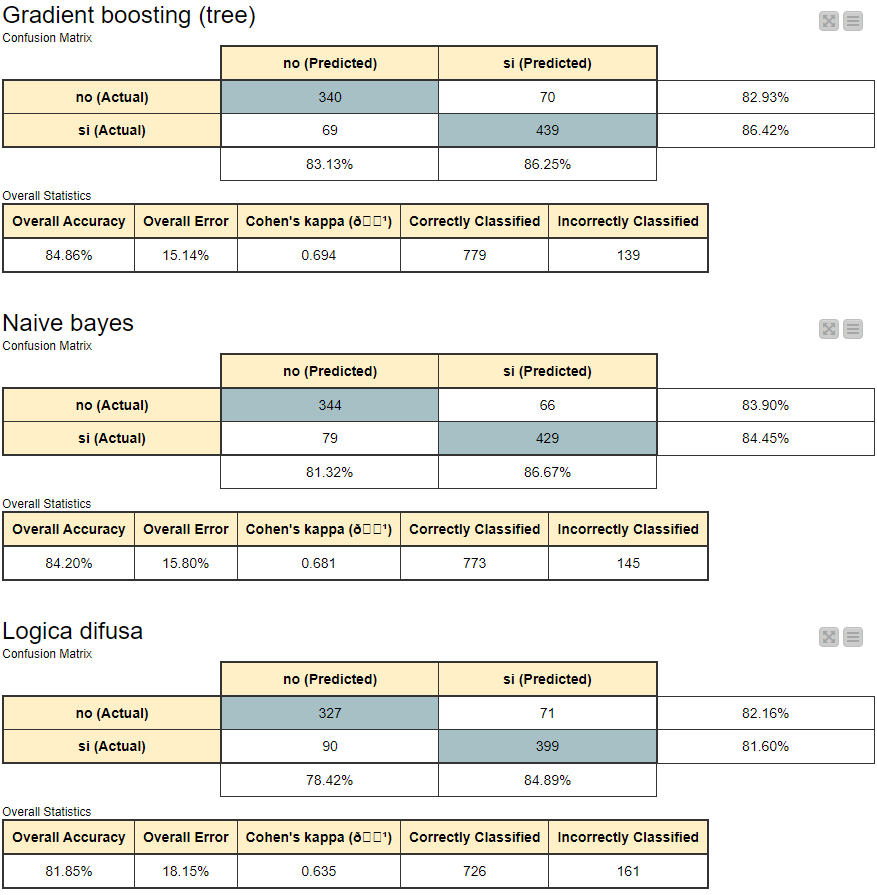 Gradient boosting (tree)
Confusion Matrix
no (Predicted) si (Predicted)
no (Actual) 340 70 82.93%
si (Actual) 69 439 86.42%
83.13% 86.25%
Overall Statistics
Overall Accuracy Overall Error Cohen's kappa (ð□□¹) Correctly Classified Incorrectly Classified
84.86% 15.14% 0.694 779 139
Naive bayes
Confusion Matrix
no (Predicted) si (Predicted)
no (Actual) 344 66 83.90%
si (Actual) 79 429 84.45%
81.32% 86.67%
Overall Statistics
Overall Accuracy Overall Error Cohen's kappa (ð□□¹) Correctly Classified Incorrectly Classified
84.20% 15.80% 0.681 773 145
Logica difusa
Confusion Matrix
no (Predicted) si (Predicted)
no (Actual) 327 71 82.16%
si (Actual) 90 399 81.60%
78.42% 84.89%
Overall Statistics
Overall Accuracy Overall Error Cohen's kappa (ð□□¹) Correctly Classified Incorrectly Classified
81.85% 18.15% 0.635 726 161